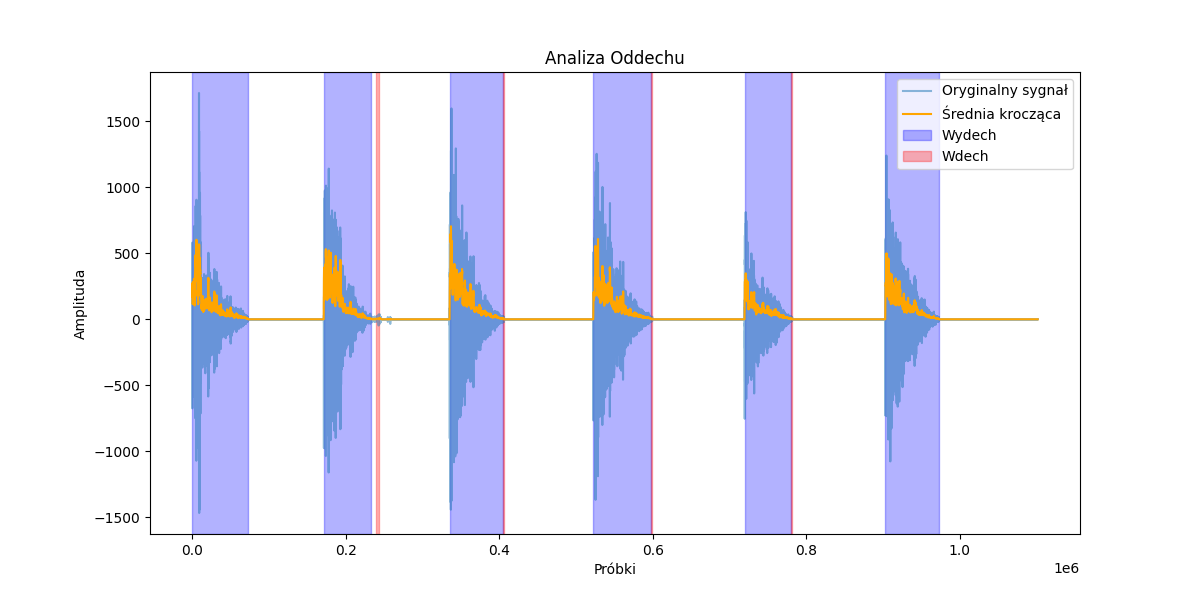 Analiza Oddechu
Oryginalny sygnał
Średnia krocząca
Wydech
Wdech
Amplituda
1500
1000
500
0
−500
−1000
−1500
0.0 0.2 0.4 0.6 0.8 1.0
1e6
Próbki